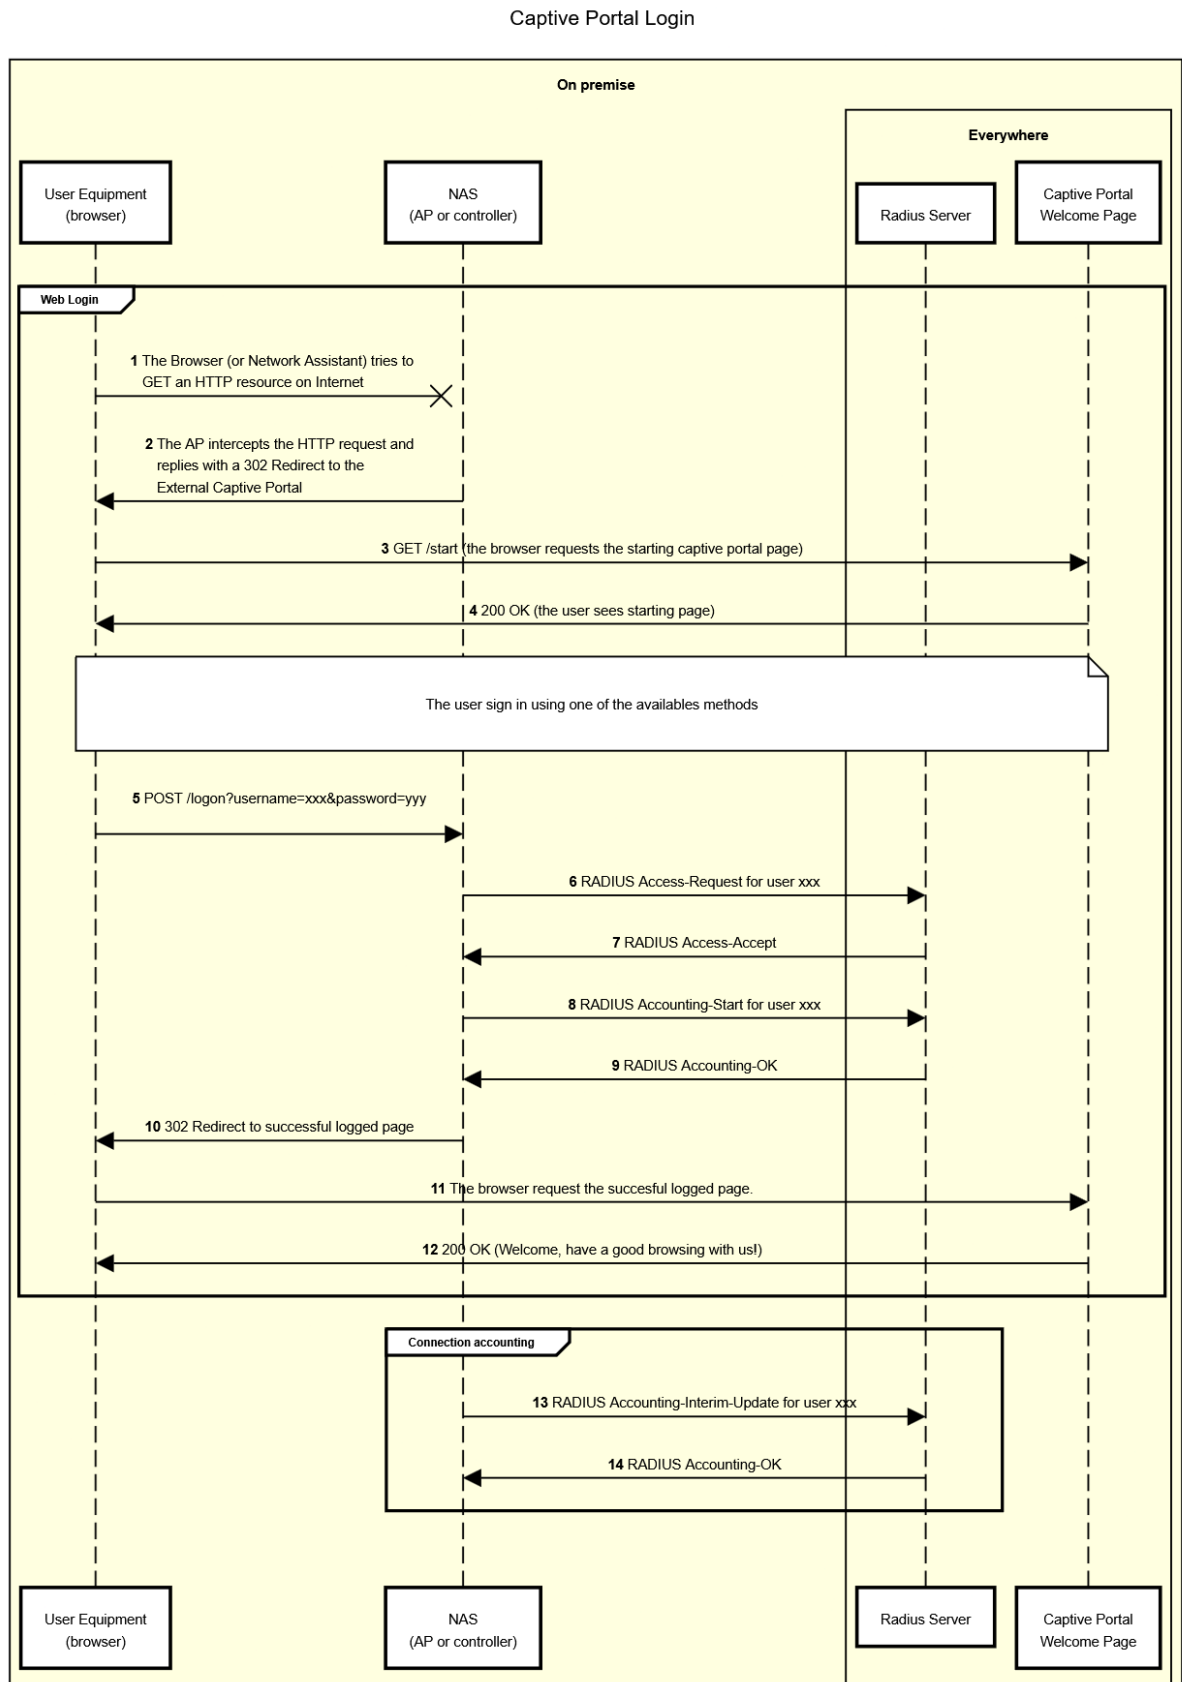 Captive Portal Login
On premise
Everywhere
User Equipment
(browser)
NAS
(AP or controller)
Radius Server
Captive Portal
Welcome Page
Web Login
1 The Browser (or Network Assistant) tries to
GET an HTTP resource on Internet
2 The AP intercepts the HTTP request and
replies with a 302 Redirect to the
External Captive Portal
3 GET /start (the browser requests the starting captive portal page)
4 200 OK (the user sees starting page)
The user sign in using one of the availables methods
5 POST /logon?username=xxx&password=yyy
6 RADIUS Access-Request for user xxx
7 RADIUS Access-Accept
8 RADIUS Accounting-Start for user xxx
9 RADIUS Accounting-OK
10 302 Redirect to successful logged page
11 The browser request the succesful logged page.
12 200 OK (Welcome, have a good browsing with us!)
Connection accounting
13 RADIUS Accounting-Interim-Update for user xxx
14 RADIUS Accounting-OK
User Equipment
(browser)
NAS
(AP or controller)
Radius Server
Captive Portal
Welcome Page